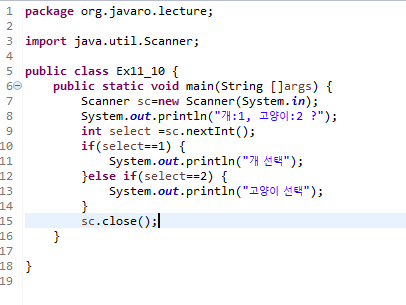 1 package org.javaro.lecture;
2
3 import java.util.Scanner;
4
5 public class Ex11_10 {
6     public static void main(String []args) {
7         Scanner sc=new Scanner(System.in);
8         System.out.println("개:1, 고양이:2 ?");
9         int select =sc.nextInt();
10         if(select==1) {
11             System.out.println("개 선택");
12         }else if(select==2) {
13             System.out.println("고양이 선택");
14         }
15         sc.close();
16     }
17
18 }
19